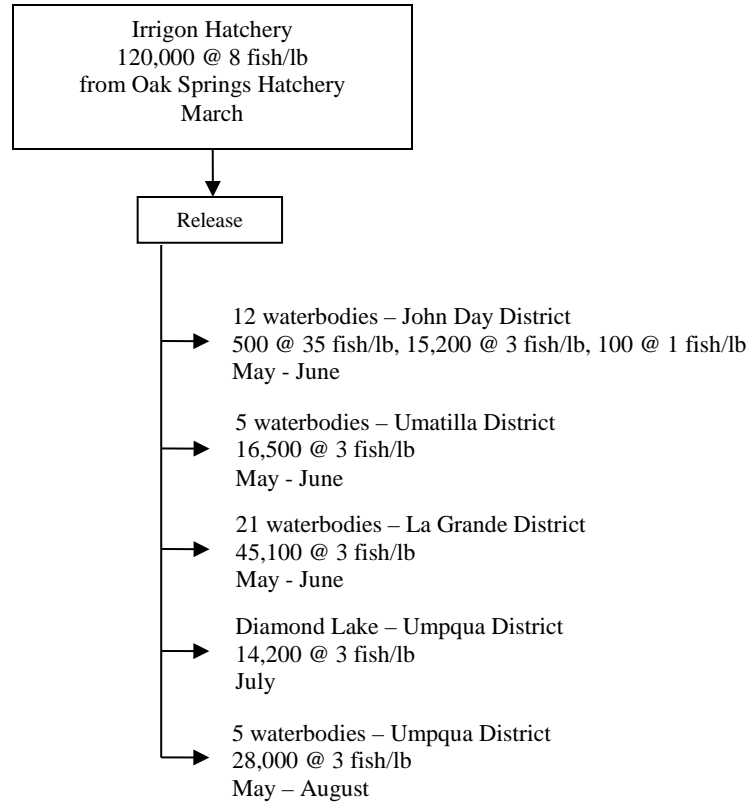 Irrigon Hatchery
120,000 @ 8 fish/lb
from Oak Springs Hatchery
March
Release
12 waterbodies – John Day District
500 @ 35 fish/lb, 15,200 @ 3 fish/lb, 100 @ 1 fish/lb
May - June
5 waterbodies – Umatilla District
16,500 @ 3 fish/lb
May - June
21 waterbodies – La Grande District
45,100 @ 3 fish/lb
May - June
Diamond Lake – Umpqua District
14,200 @ 3 fish/lb
July
5 waterbodies – Umpqua District
28,000 @ 3 fish/lb
May – August